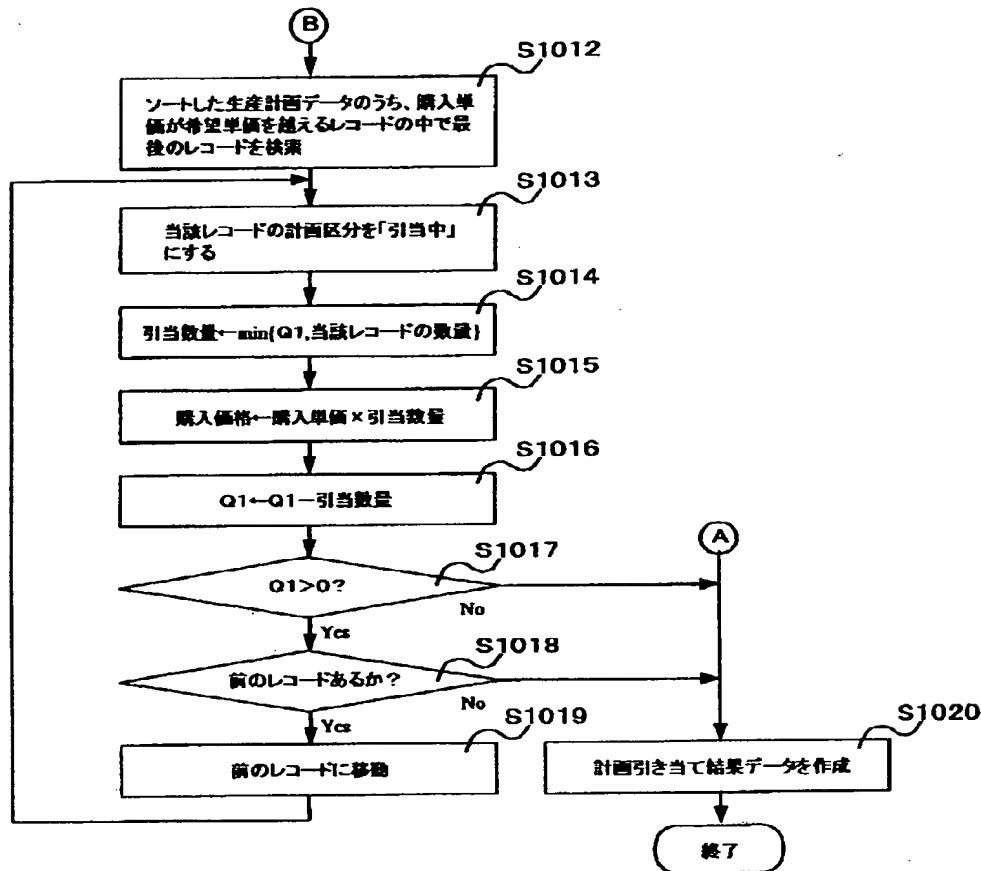 B
S1012
ソートした生産計画データのうち、購入単
価が希望単価を越えるレコードの中で最
後のレコードを検索
S1013
当該レコードの計画区分を「引当中」
にする
S1014
引当数量←min{Q1,当該レコードの数量}
S1015
購入価格←購入単価×引当数量
S1016
Q1←Q1－引当数量
A
S1017
Q1>0?
No
Yes
S1018
前のレコードあるか？
No
Yes
S1019
前のレコードに移動
S1020
計画引き当て結果データを作成
終了